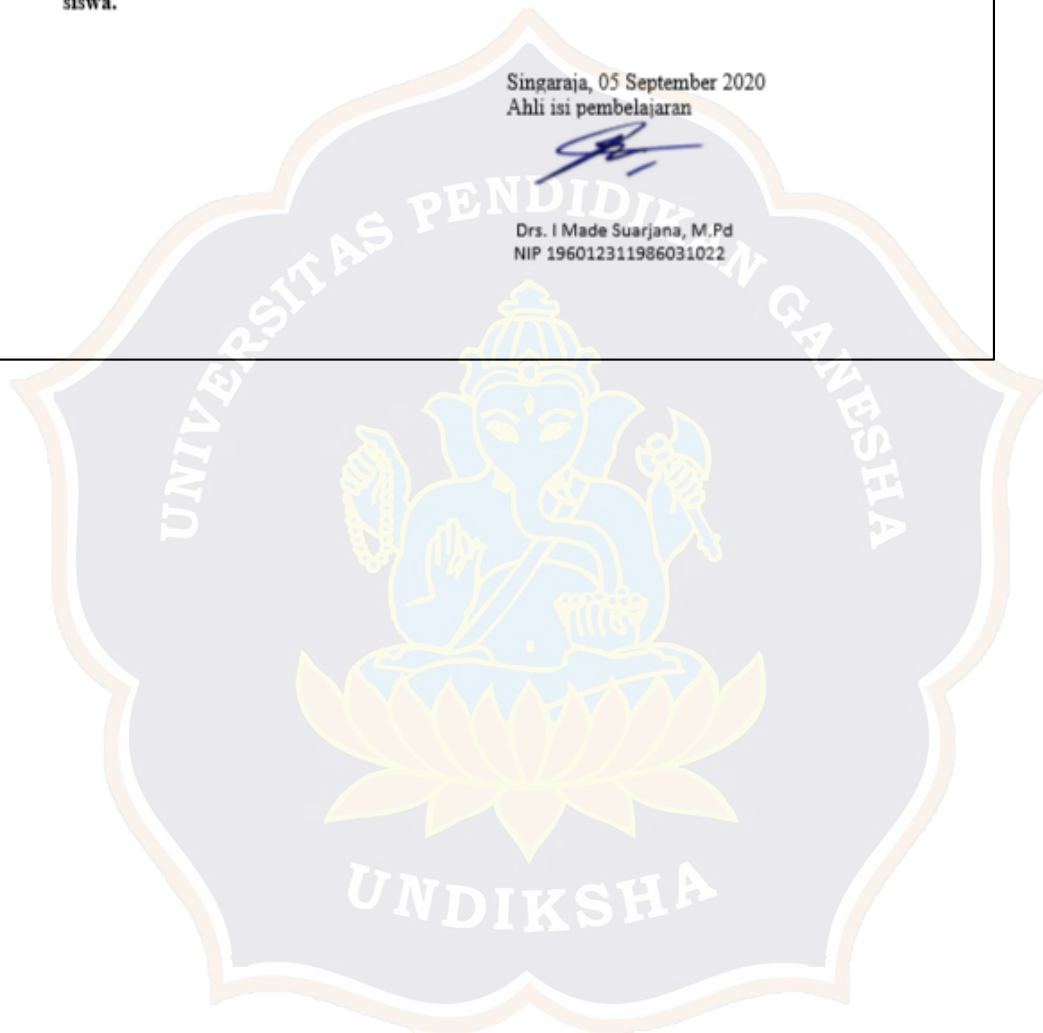 siswa.
Singaraja, 05 September 2020
Ahli isi pembelajaran
Drs. I Made Suarjana, M.Pd
NIP 196012311986031022
UNIVERSITAS PENDIDIKAN GANESHA
UNDIKSHA